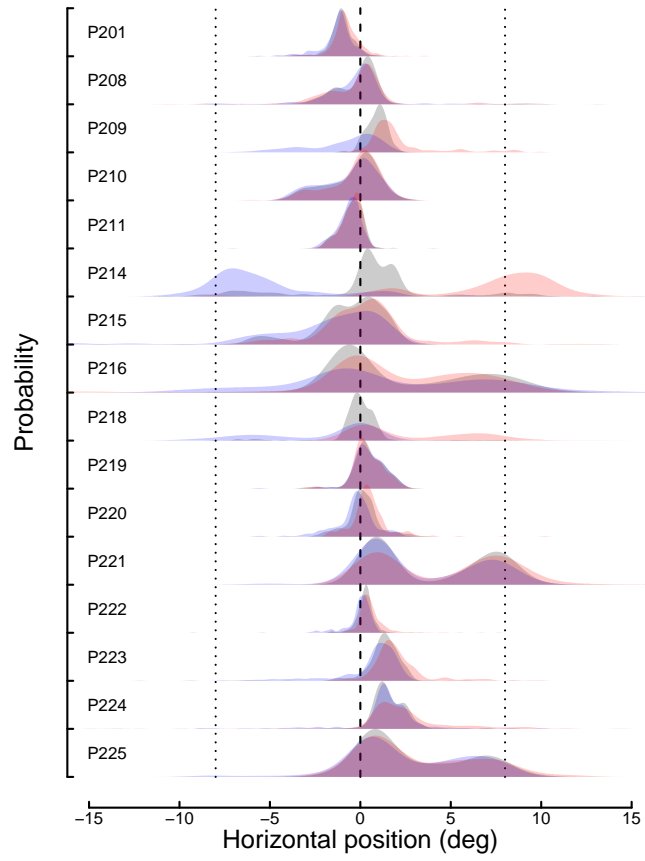 P201
P208
P209
P210
P211
P214
P215
P216
P218
P219
P220
P221
P222
P223
P224
P225
Probability
−15 −10 −5 0 5 10 15
Horizontal position (deg)